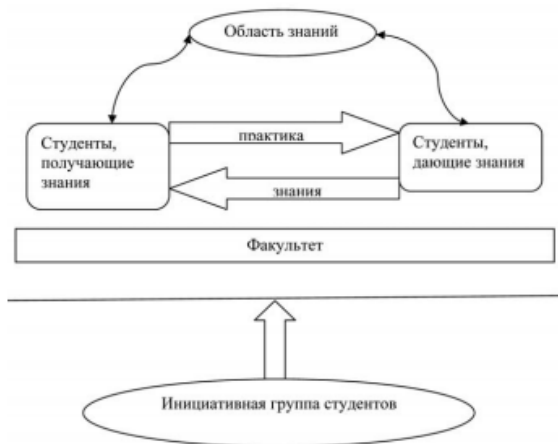 Область знаний
Студенты,
получающие
знания
практика
Студенты,
дающие знания
знания
Факультет
Инициативная группа студентов